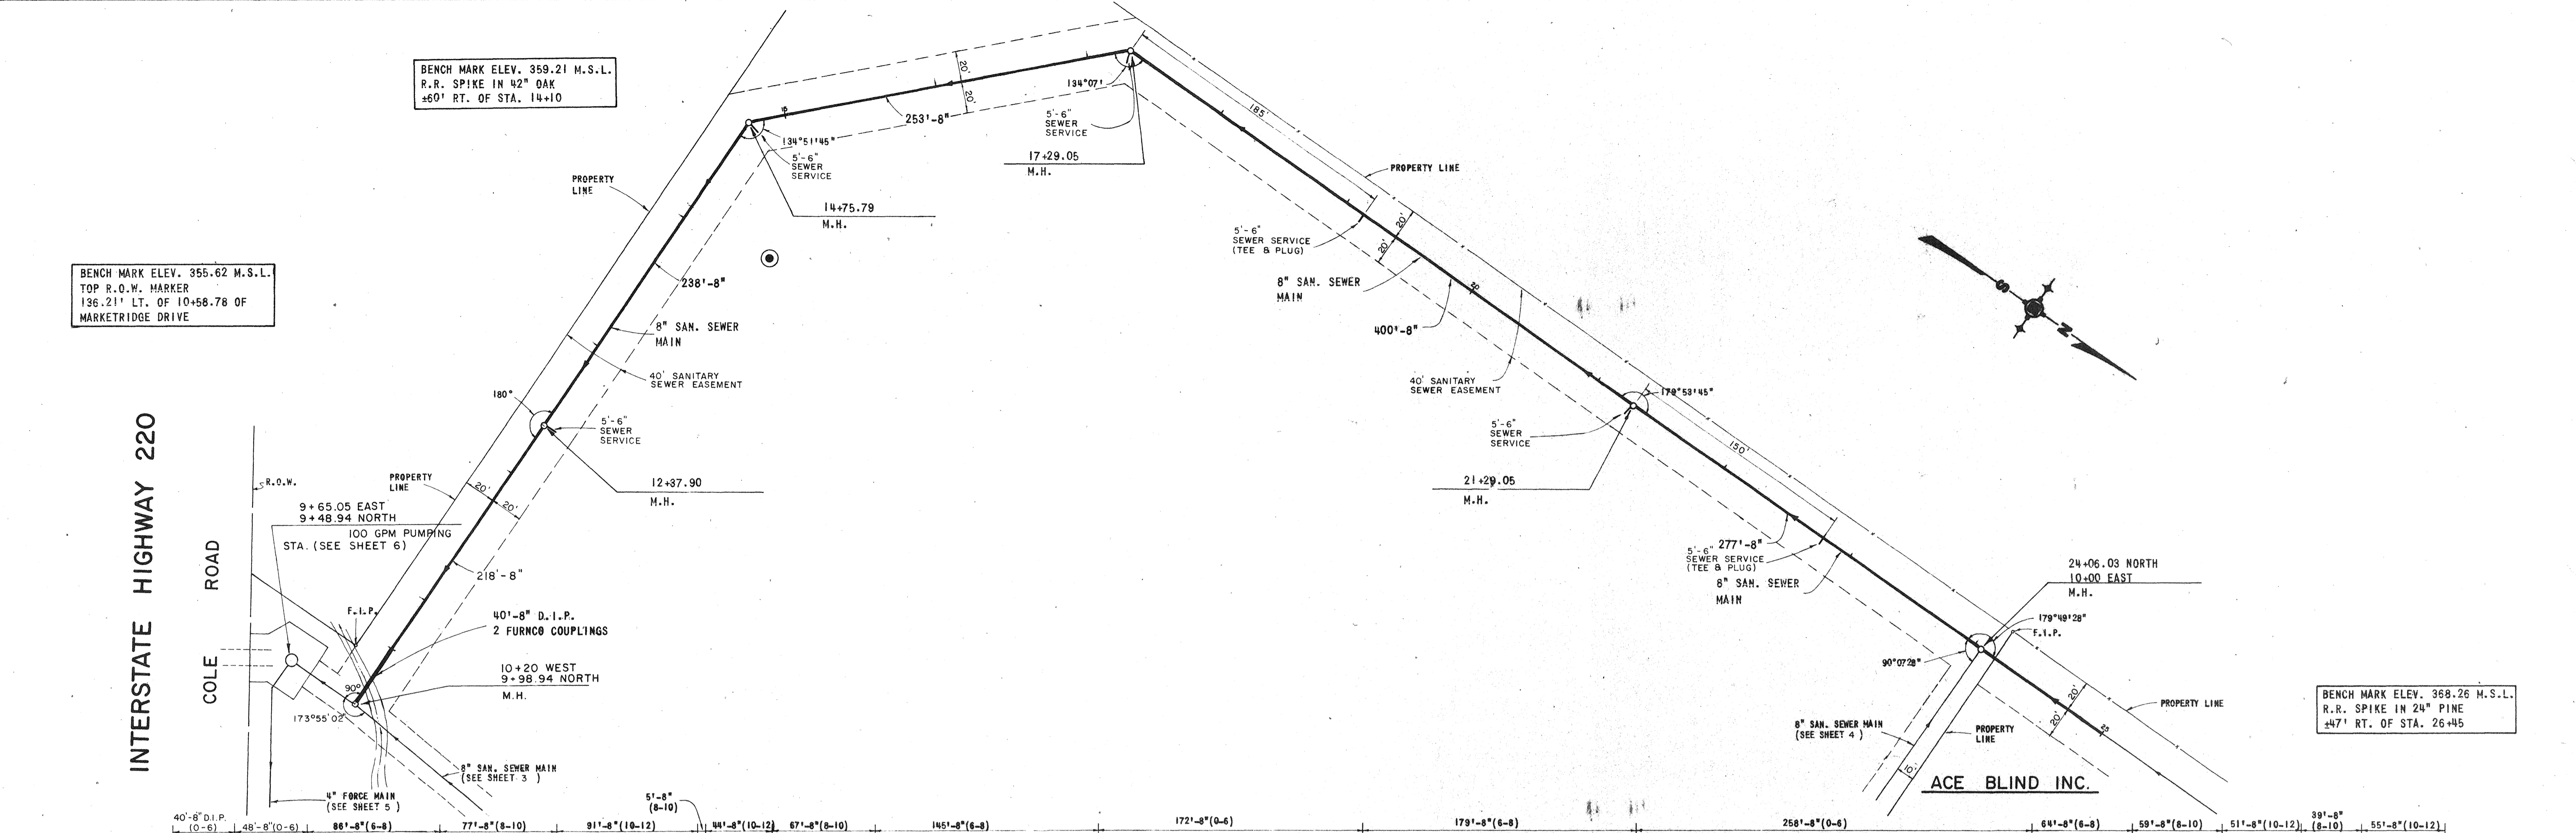 BENCH MARK ELEV. 359.21 M.S.L.
R.R. SPIKE IN 42" OAK
±60' RT. OF STA. 14+10
BENCH MARK ELEV. 355.62 M.S.L.
TOP R.O.W. MARKER
136.21' LT. OF 10+58.78 OF
MARKETRIDGE DRIVE
INTERSTATE HIGHWAY 220
COLE ROAD
R.O.W.
9+65.05 EAST
9+48.94 NORTH
100 GPM PUMPING
STA. (SEE SHEET 6)
F.I.P.
90°
173°55'02"
4" FORCE MAIN
(SEE SHEET 5)
8" SAN. SEWER MAIN
(SEE SHEET 3)
10+20 WEST
9+98.94 NORTH
M.H.
40'-8" D.I.P.
2 FURNCO COUPLINGS
218'-8"
20'
20'
PROPERTY
LINE
180°
5'-6"
SEWER
SERVICE
12+37.90
M.H.
40' SANITARY
SEWER EASEMENT
8" SAN. SEWER
MAIN
238'-8"
PROPERTY
LINE
14+75.79
M.H.
134°51'45"
5'-6"
SEWER
SERVICE
15
253'-8"
20'
20'
134°07'
5'-6"
SEWER
SERVICE
17+29.05
M.H.
185'
PROPERTY LINE
5'-6"
SEWER SERVICE
(TEE & PLUG)
20'
20'
8" SAN. SEWER
MAIN
20
400'-8"
40' SANITARY
SEWER EASEMENT
179°53'45"
5'-6"
SEWER
SERVICE
21+29.05
M.H.
150'
277'-8"
5'-6"
SEWER SERVICE
(TEE & PLUG)
8" SAN. SEWER
MAIN
S
N
24+06.03 NORTH
10+00 EAST
M.H.
179°49'28"
F.I.P.
90°07'28"
20'
20'
25
PROPERTY LINE
8" SAN. SEWER MAIN
(SEE SHEET 4)
PROPERTY
LINE
10'
ACE BLIND INC.
BENCH MARK ELEV. 368.26 M.S.L.
R.R. SPIKE IN 24" PINE
±47' RT. OF STA. 26+45
40'-8" D.I.P.
(0-6)
48'-8"(0-6)
86'-8"(6-8)
77'-8"(8-10)
91'-8"(10-12)
5'-8"
(8-10)
44'-8"(10-12)
67'-8"(8-10)
145'-8"(6-8)
172'-8"(0-6)
179'-8"(6-8)
258'-8"(0-6)
64'-8"(6-8)
59'-8"(8-10)
51'-8"(10-12)
39'-8"
(8-10)
55'-8"(10-12)